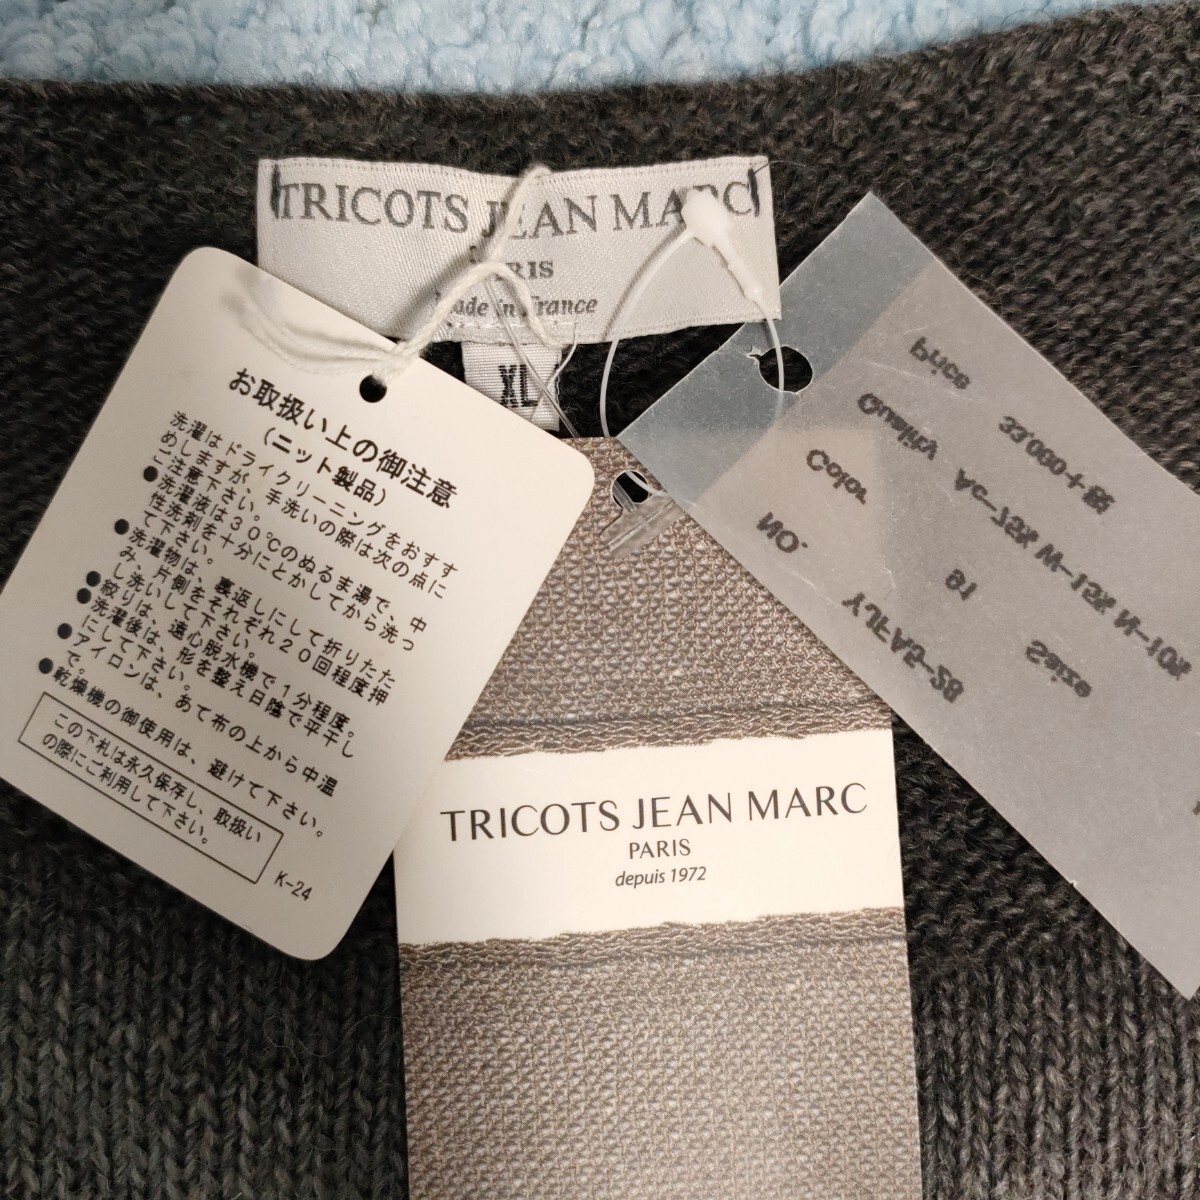 TRICOTS JEAN MARC
PARIS
Made in France
XL
お取扱い上の御注意
(ニット製品)
洗濯はドライクリーニングをおすす
めしますが、手洗いの際は次の点に
ご注意下さい。
●洗濯液は30℃のぬるま湯で、中
性洗剤を十分にとかしてから洗っ
て下さい。
●洗濯物は、裏返しにして折りたた
み、片側をそれぞれ20回程度押
し洗いして下さい。
●絞りは、遠心脱水機で1分程度。
●洗濯後は、形を整え日陰で平干し
にして下さい。
●アイロンは、あて布の上から中温
で。
●乾燥機の御使用は、避けて下さい。
この下札は永久保存し、取扱い
の際にご利用して下さい。
K-24
TRICOTS JEAN MARC
PARIS
depuis 1972
Price 33,000+税
Quality AC-75% W-15% N-10%
Color Size
NO.